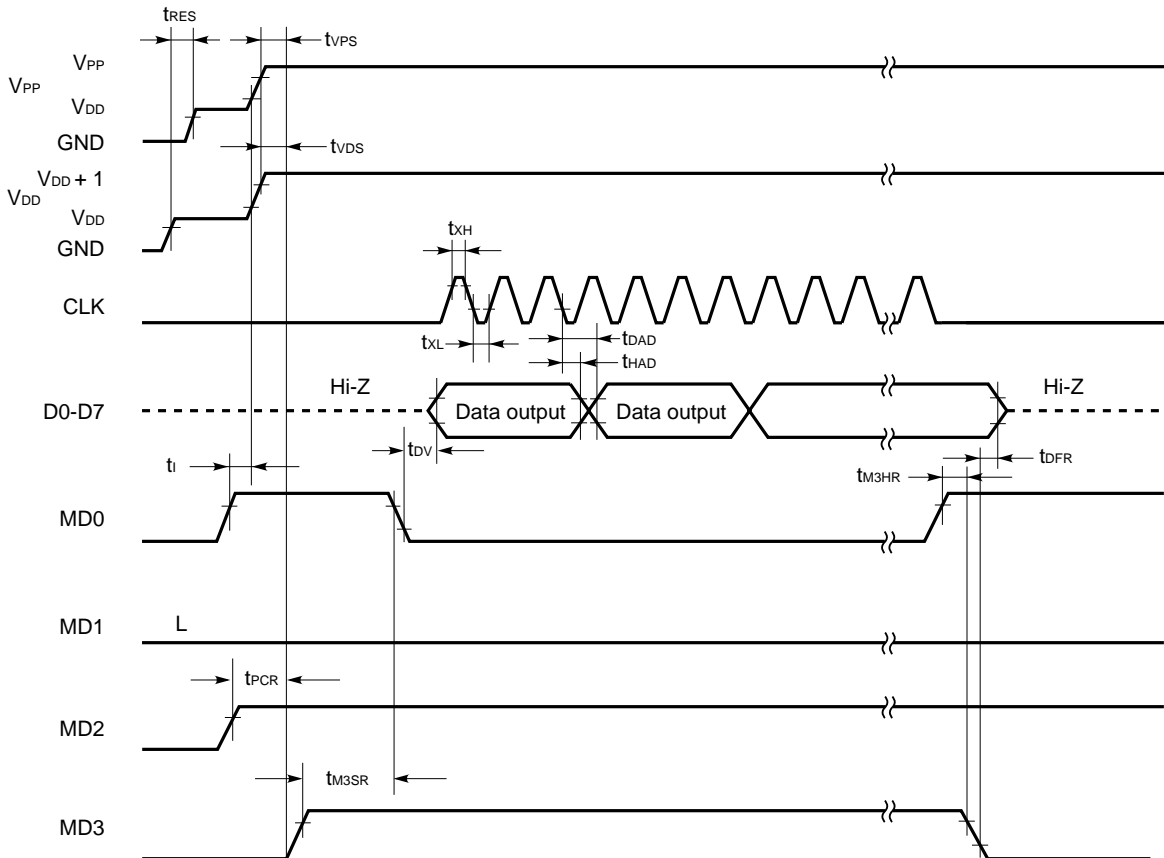 tRES
tVPS
VPP
VPP
VDD
GND
tVDS
VDD + 1
VDD
VDD
GND
tXH
CLK
tXL
tDAD
tHAD
Hi-Z
Hi-Z
D0-D7
Data output
Data output
tDV
tI
tDFR
tM3HR
MD0
MD1
L
tPCR
MD2
tM3SR
MD3